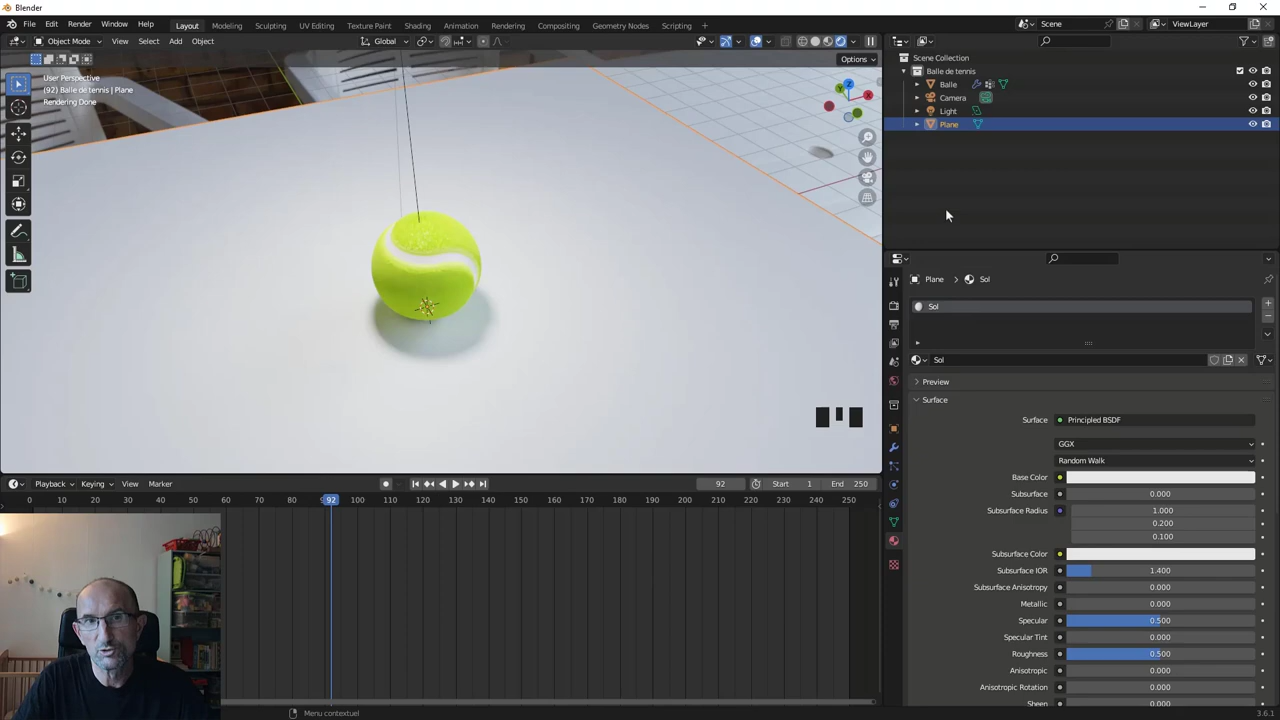 Blender
File Edit Render Window Help Layout Modeling Sculpting UV Editing Texture Paint Shading Animation Rendering Compositing Geometry Nodes Scripting + Scene ViewLayer
Object Mode View Select Add Object Global
Options
User Perspective
(92) Balle de tennis | Plane
Rendering Done
Z
X
Scene Collection
Balle de tennis
Balle
Camera
Light
Plane
Plane > Sol
Sol
Sol
Preview
Surface
Surface Principled BSDF
GGX
Random Walk
Base Color
Subsurface 0.000
Subsurface Radius 1.000
0.200
0.100
Subsurface Color
Subsurface IOR 1.400
Subsurface Anisotropy 0.000
Metallic 0.000
Specular 0.500
Specular Tint 0.000
Roughness 0.500
Anisotropic 0.000
Anisotropic Rotation 0.000
Sheen 0.000
Playback Keying View Marker 92 Start 1 End 250
0 10 20 30 40 50 60 70 80 92 100 110 120 130 140 150 160 170 180 190 200 210 220 230 240 250
Menu contextuel
3.6.1